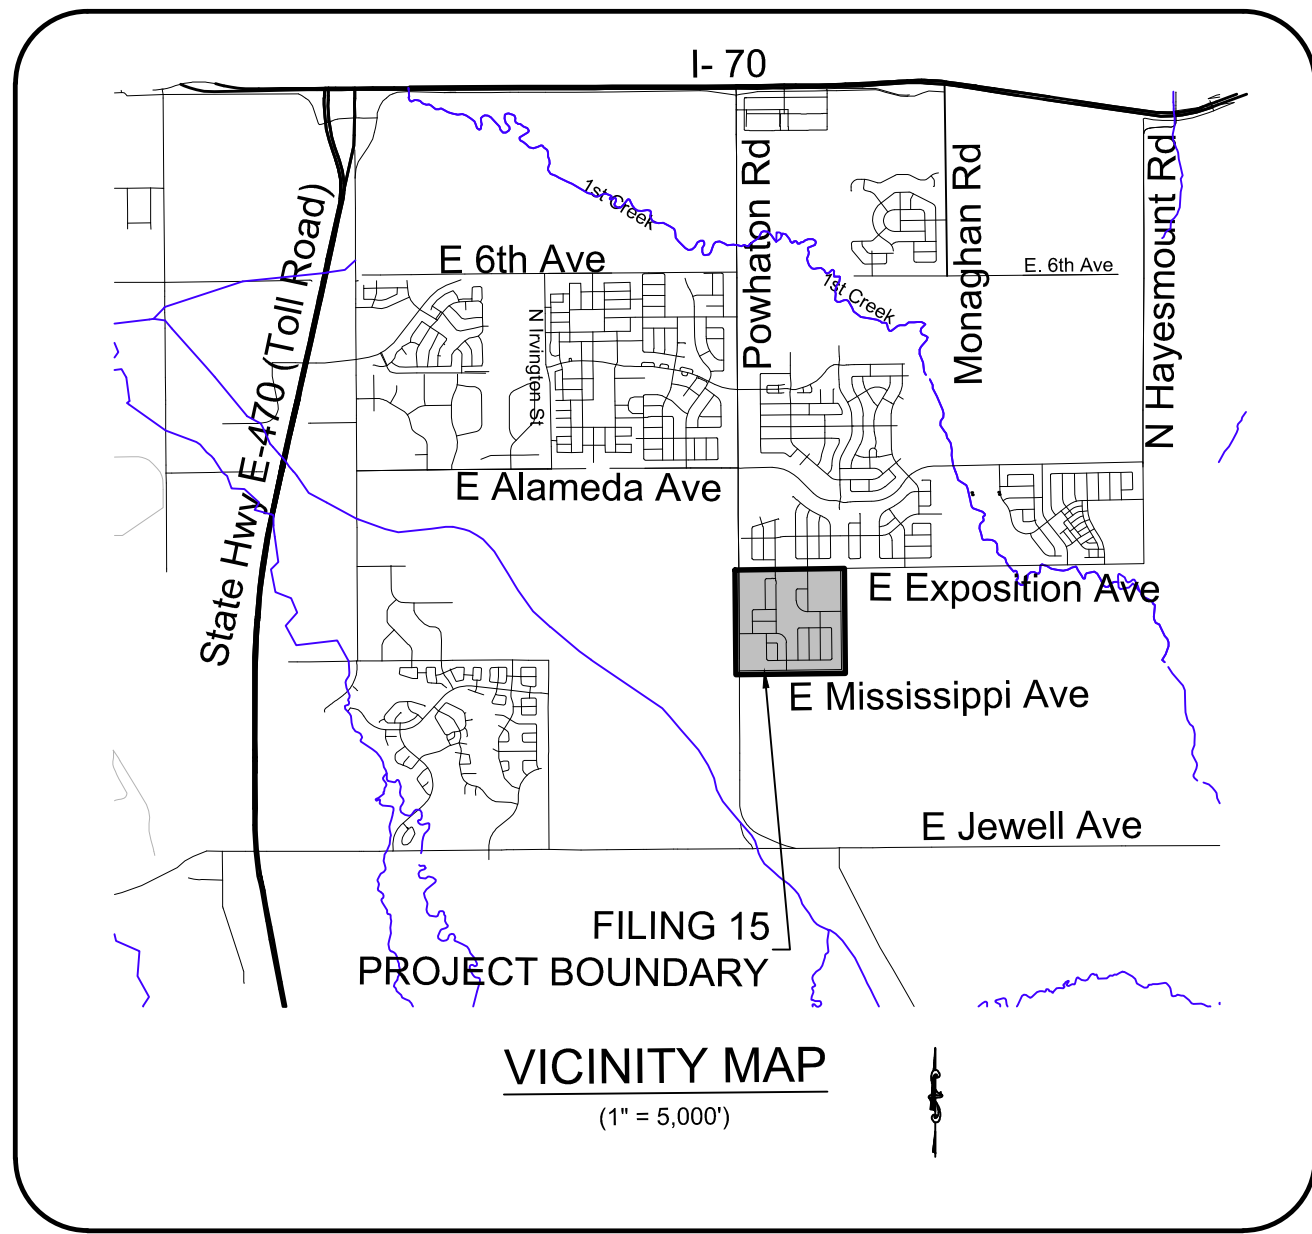 I- 70
Powhaton Rd
Monaghan Rd
N Hayesmount Rd
State Hwy E-470 (Toll Road)
1st Creek
E 6th Ave
E. 6th Ave
1st Creek
N Irvington St
E Alameda Ave
E Exposition Ave
E Mississippi Ave
E Jewell Ave
FILING 15
PROJECT BOUNDARY
VICINITY MAP
(1" = 5,000')